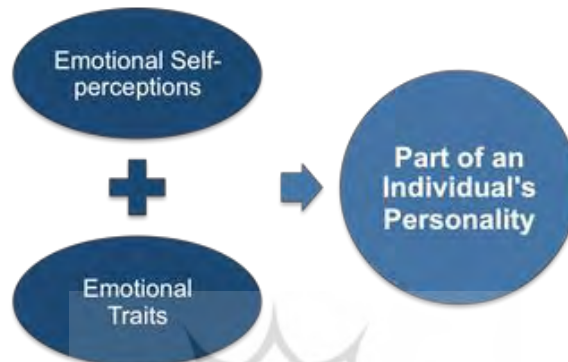 Emotional Self-
perceptions
Part of an
Individual's
Personality
Emotional
Traits